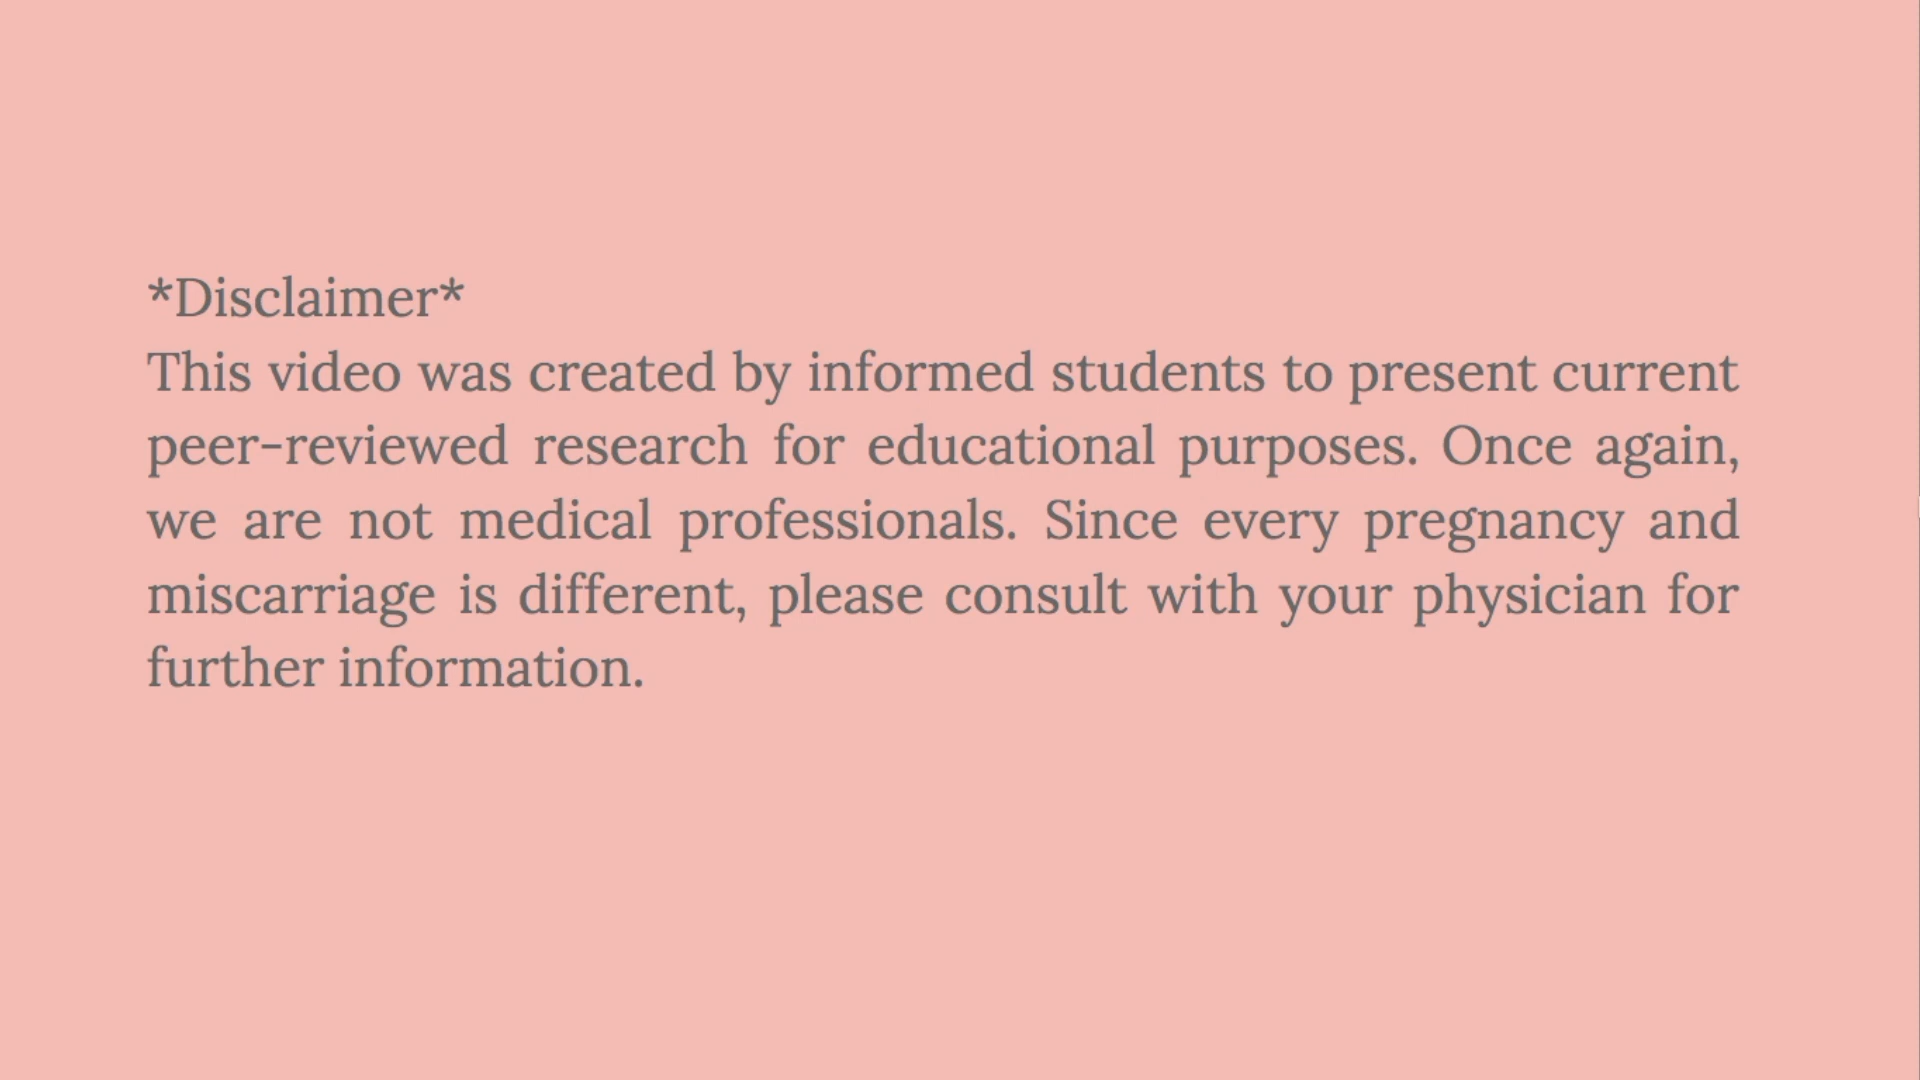 *Disclaimer*
This video was created by informed students to present current
peer-reviewed research for educational purposes. Once again,
we are not medical professionals. Since every pregnancy and
miscarriage is different, please consult with your physician for
further information.